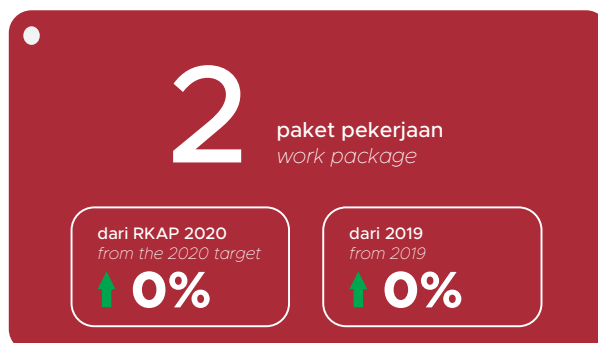 2
paket pekerjaan
work package
dari RKAP 2020
from the 2020 target
0%
dari 2019
from 2019
0%